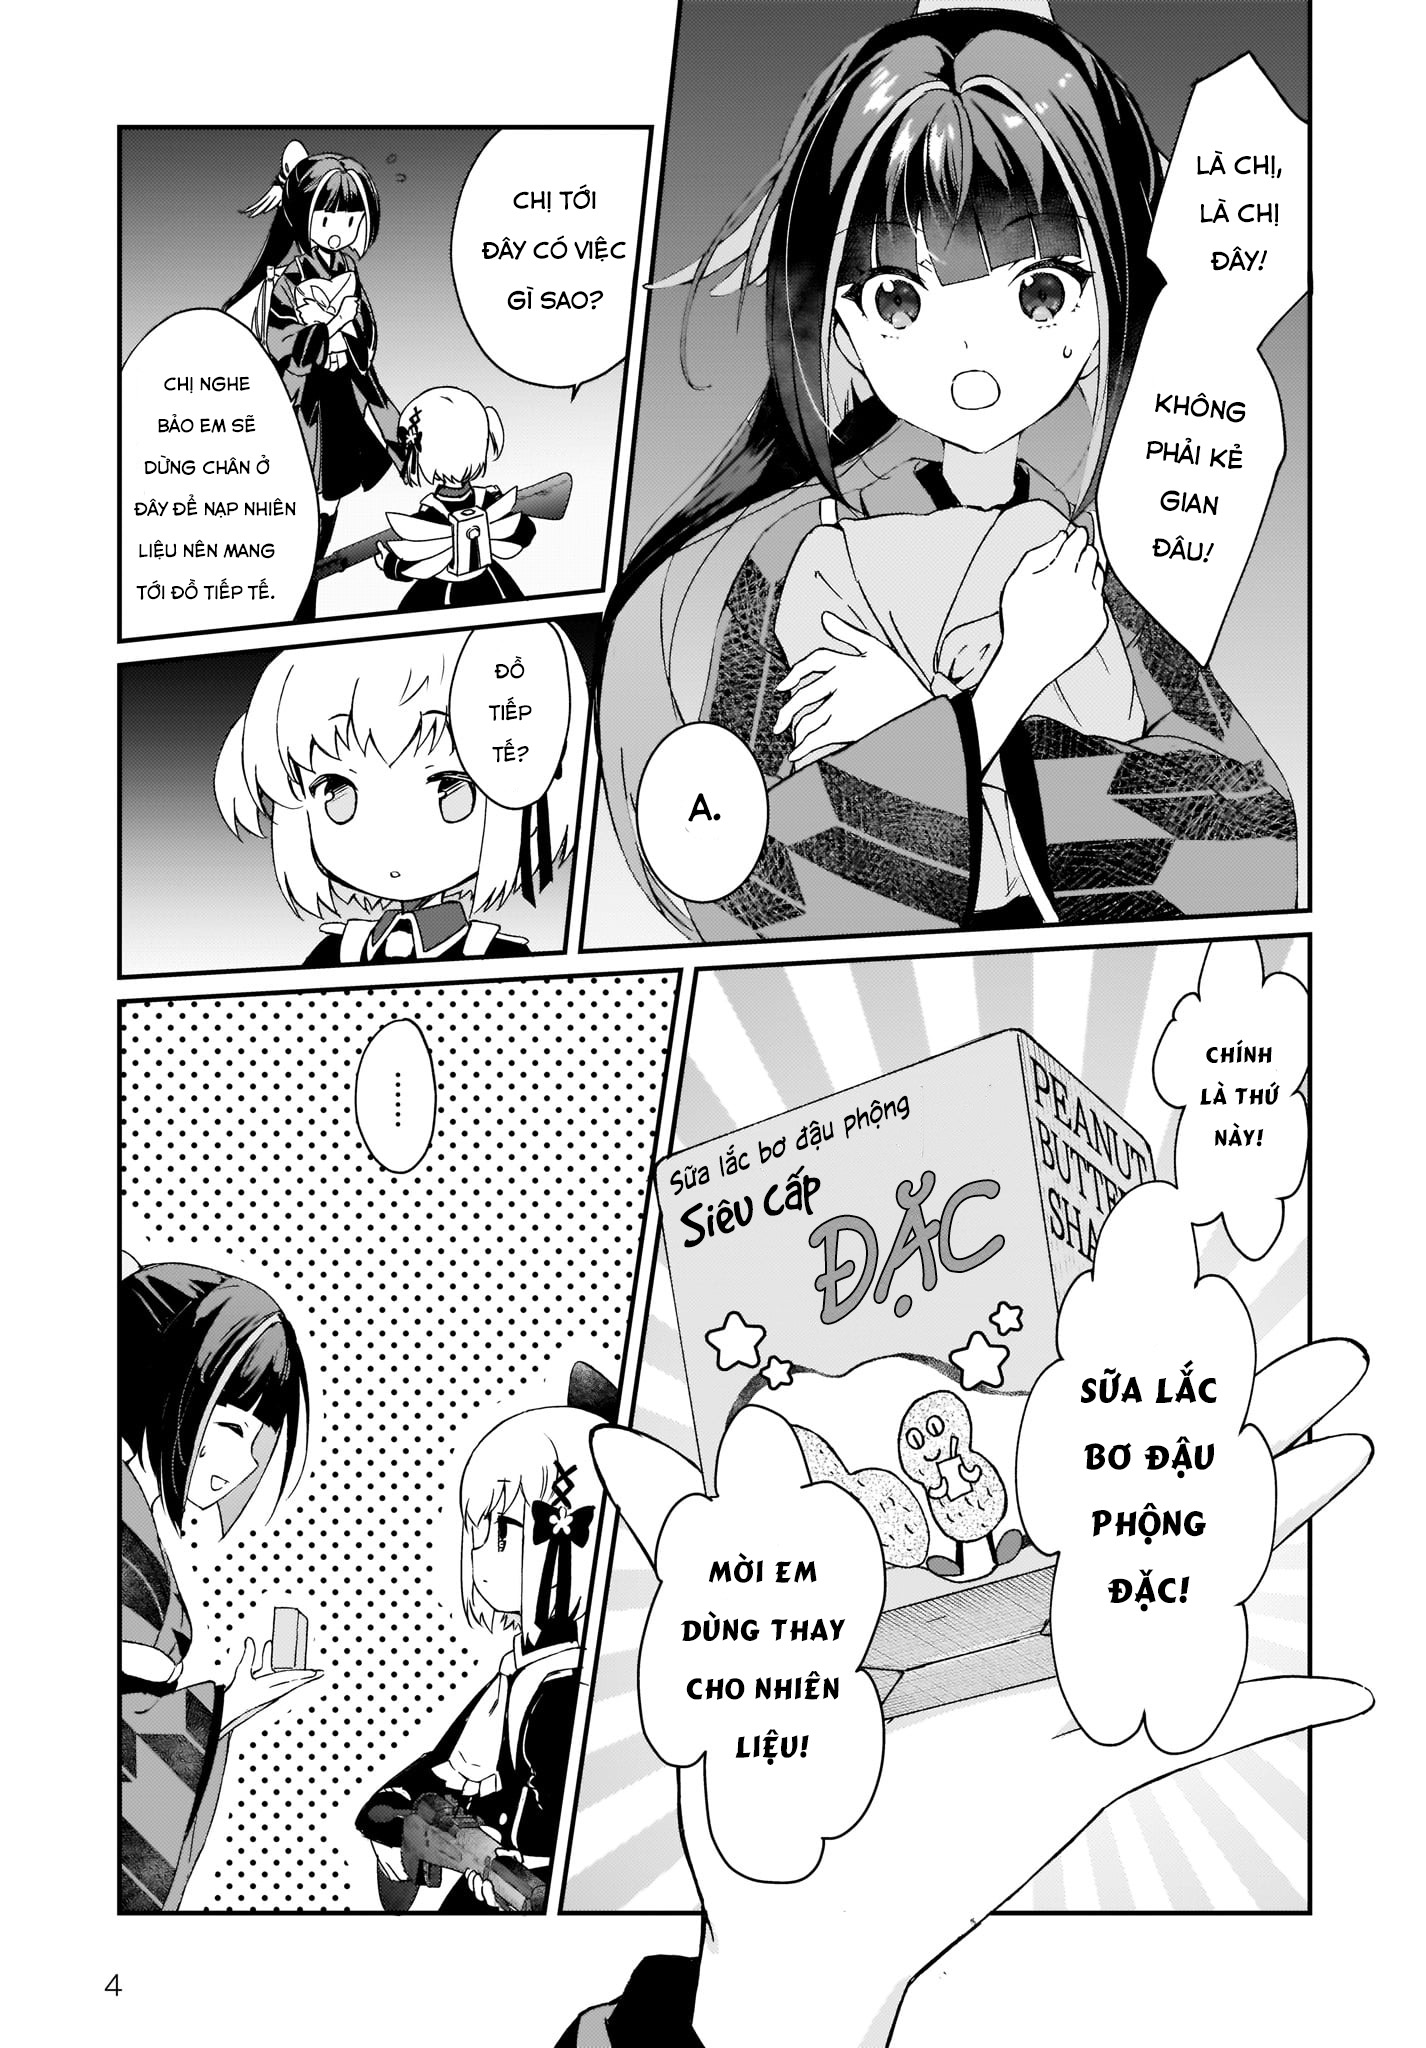 LÀ CHỊ,
LÀ CHỊ
ĐÂY!
KHÔNG
PHẢI KẺ
GIAN
ĐÂU!
A.
CHỊ TỚI
ĐÂY CÓ VIỆC
GÌ SAO?
CHỊ NGHE
BẢO EM SẼ
DỪNG CHÂN Ở
ĐÂY ĐỂ NẠP NHIÊN
LIỆU NÊN MANG
TỚI ĐỒ TIẾP TẾ.
ĐỒ
TIẾP
TẾ?
CHÍNH
LÀ THỨ
NÀY!
PEANUT
BUTTE
SHA
Sữa lắc bơ đậu phộng
Siêu cấp
ĐẶC
SỮA LẮC
BƠ ĐẬU
PHỘNG
ĐẶC!
MỜI EM
DÙNG THAY
CHO NHIÊN
LIỆU!
......
4